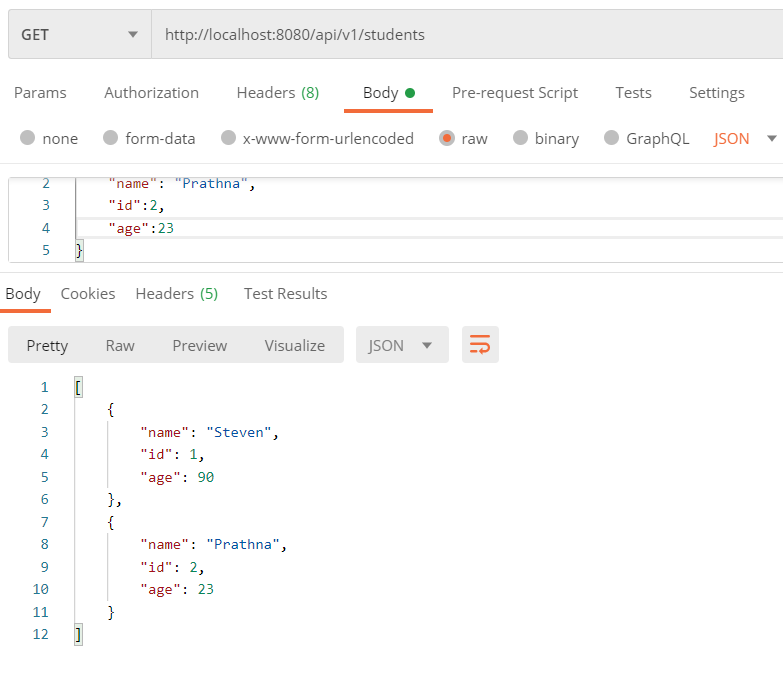 GET http://localhost:8080/api/v1/students
Params Authorization Headers (8) Body Pre-request Script Tests Settings
none form-data x-www-form-urlencoded raw binary GraphQL JSON
2 "name": "Prathna",
3 "id":2,
4 "age":23
5 }
Body Cookies Headers (5) Test Results
Pretty Raw Preview Visualize JSON
1 [
2 {
3 "name": "Steven",
4 "id": 1,
5 "age": 90
6 },
7 {
8 "name": "Prathna",
9 "id": 2,
10 "age": 23
11 }
12 ]